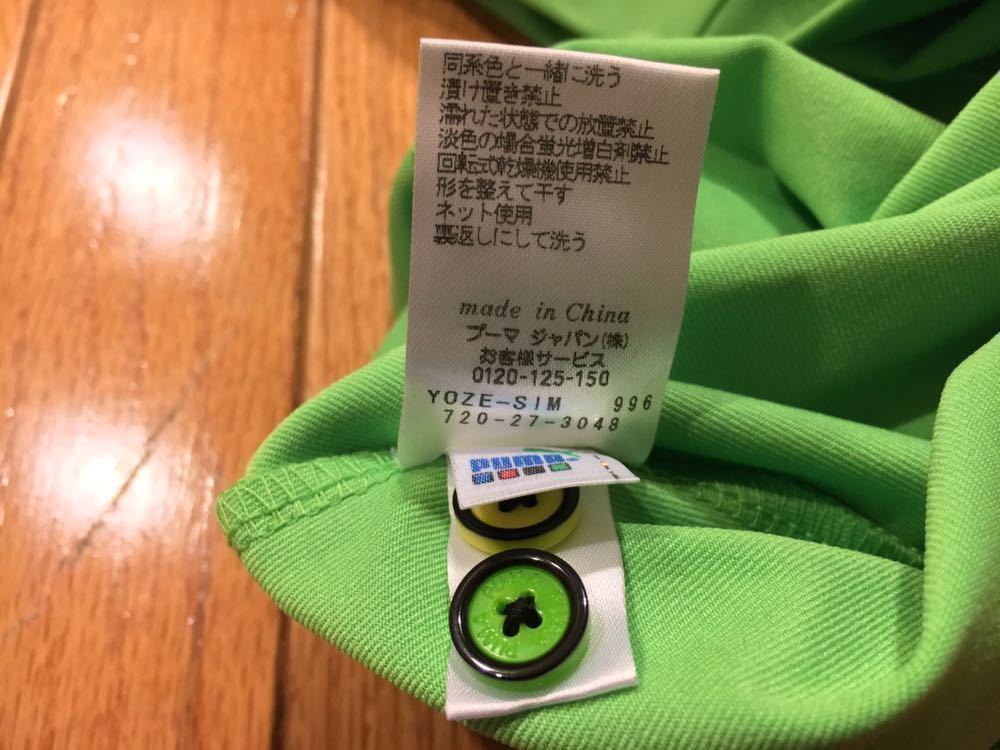 同系色と一緒に洗う
漬け置き禁止
濡れた状態での放置禁止
淡色の場合蛍光増白剤禁止
回転式乾燥機使用禁止
形を整えて干す
ネット使用
裏返しにして洗う
made in China
プーマ ジャパン(株)
お客様サービス
0120-125-150
YOZE-SIM 996
720-27-3048
PUMA